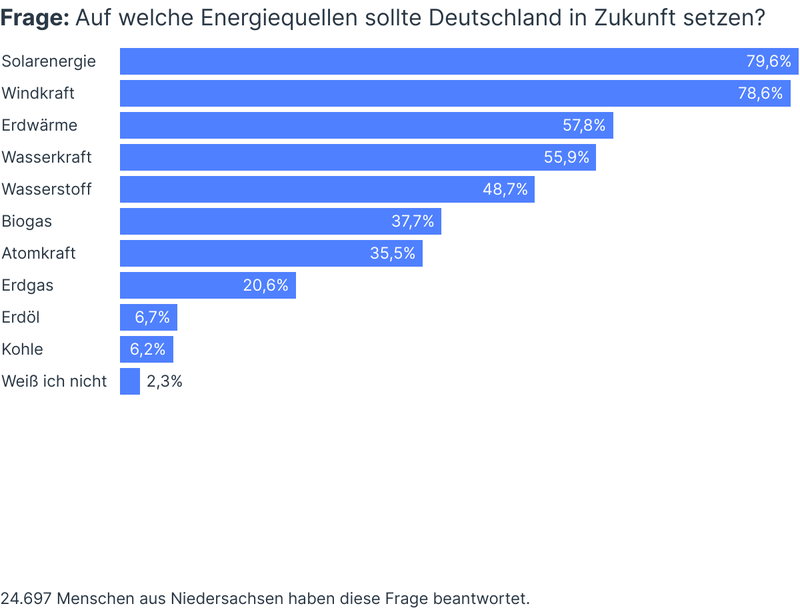 Frage: Auf welche Energiequellen sollte Deutschland in Zukunft setzen?
Solarenergie 79,6%
Windkraft 78,6%
Erdwärme 57,8%
Wasserkraft 55,9%
Wasserstoff 48,7%
Biogas 37,7%
Atomkraft 35,5%
Erdgas 20,6%
Erdöl 6,7%
Kohle 6,2%
Weiß ich nicht 2,3%
24.697 Menschen aus Niedersachsen haben diese Frage beantwortet.